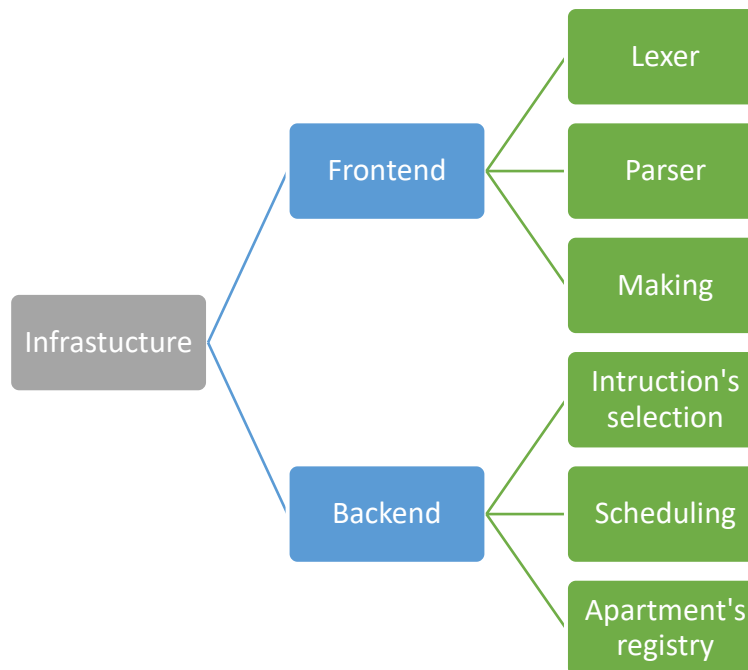 Lexer
Frontend
Parser
Making
Infrastucture
Intruction's
selection
Backend
Scheduling
Apartment's
registry